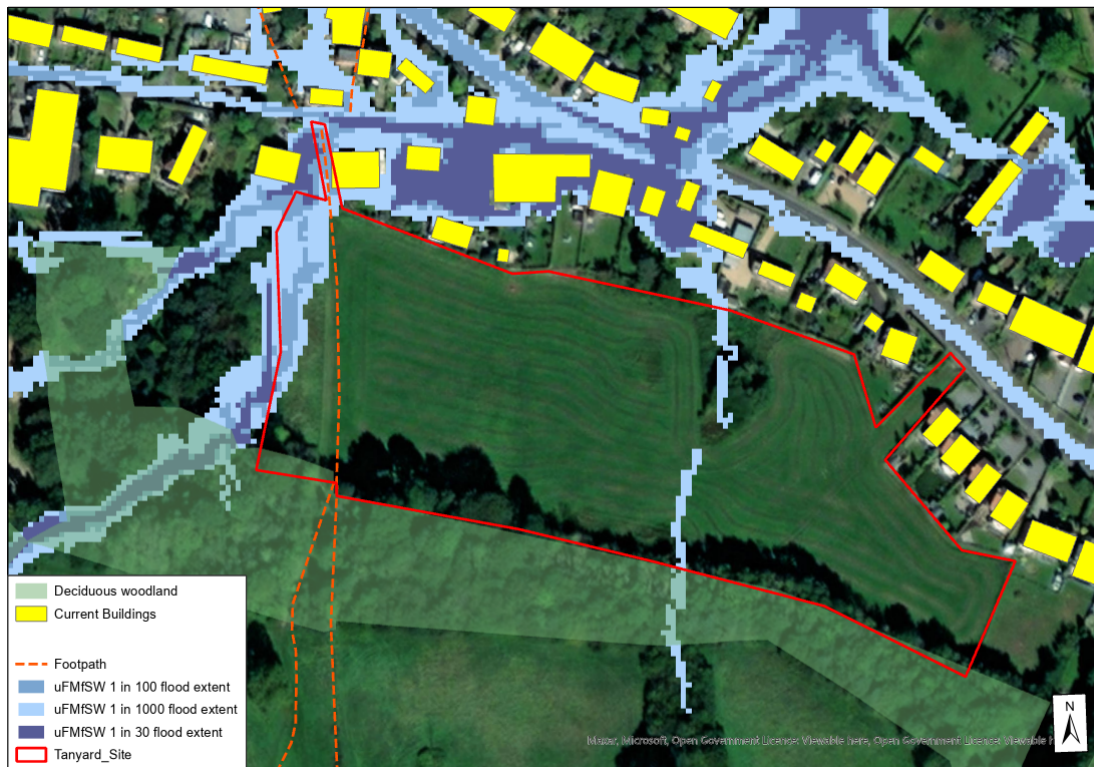 Deciduous woodland
Current Buildings
Footpath
uFMfSW 1 in 100 flood extent
uFMfSW 1 in 1000 flood extent
uFMfSW 1 in 30 flood extent
Tanyard_Site
N
Maxar, Microsoft, Open Government Licence: Viewable here, Open Government Licence: Viewable h